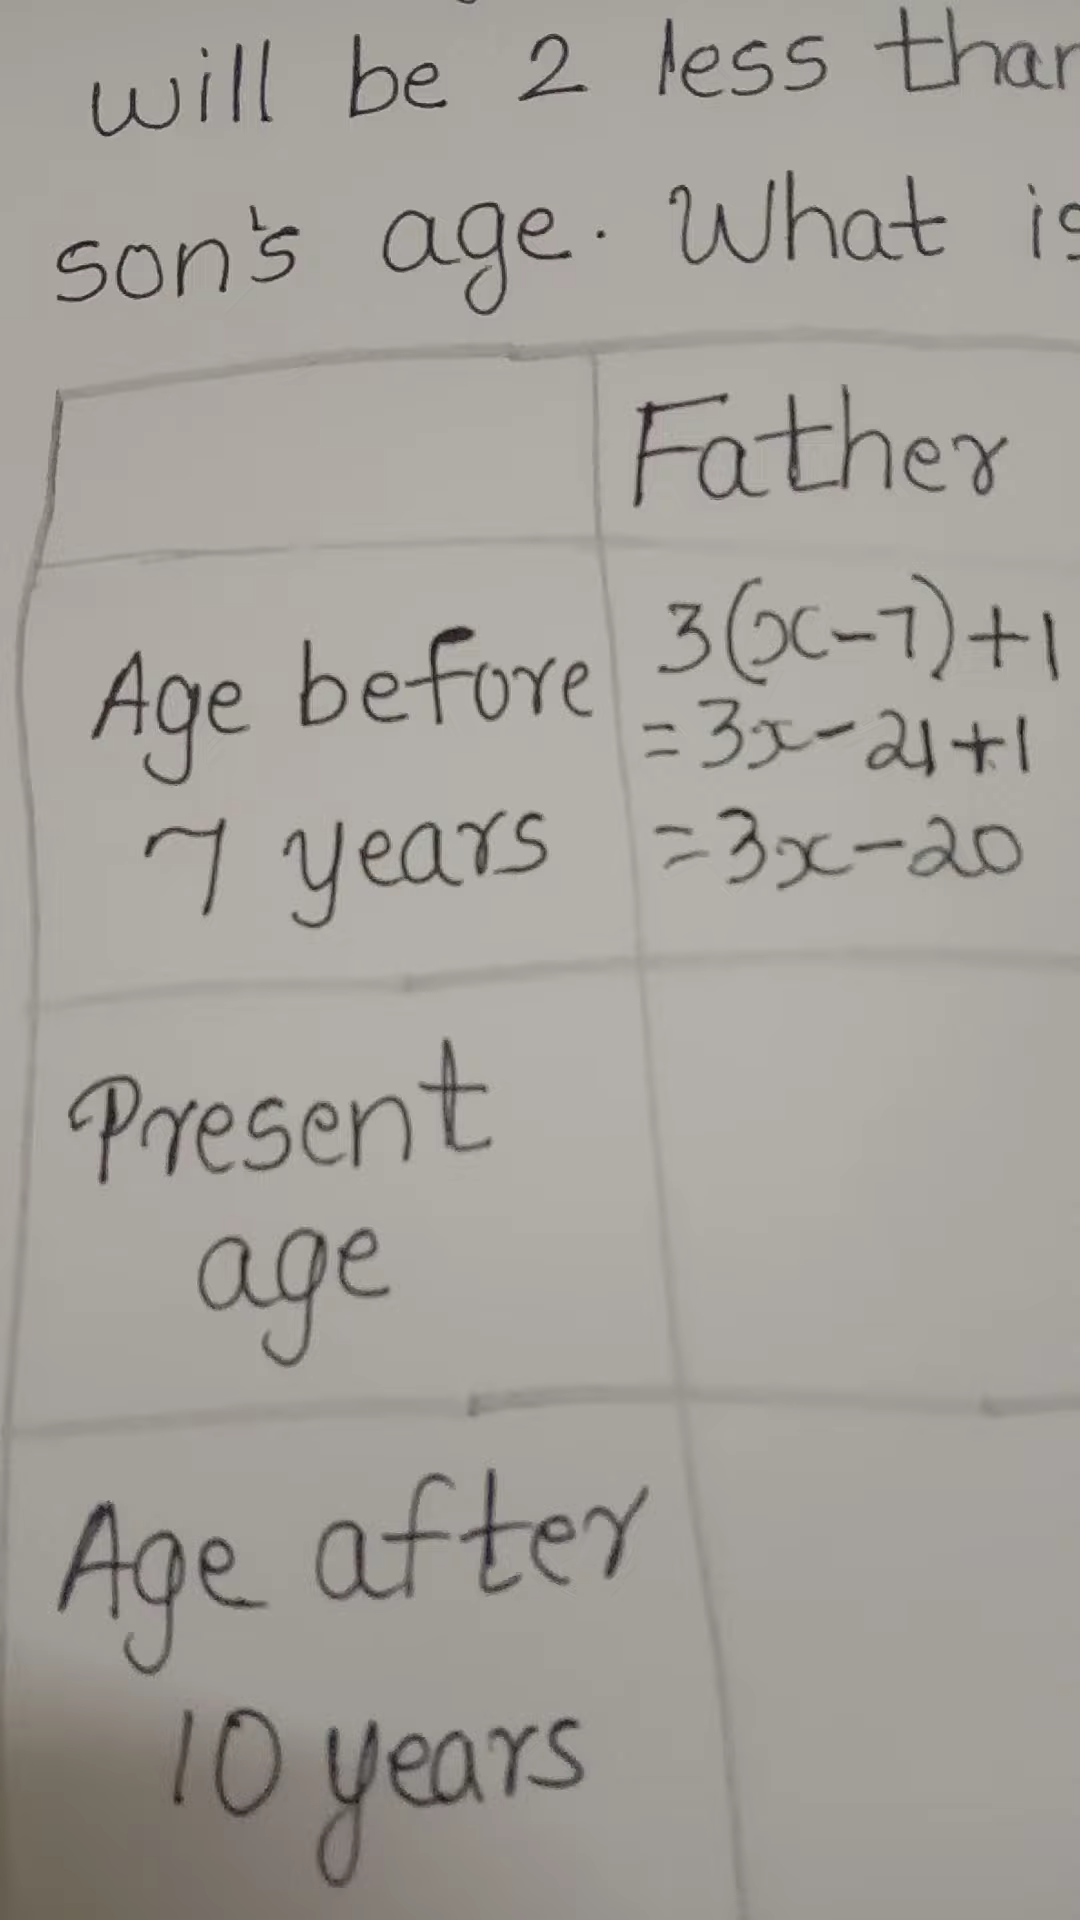 will be 2 less than
son's age. What is
Father
Age before
7 years
3(x-7)+1
=3x-21+1
=3x-20
Present
age
Age after
10 years